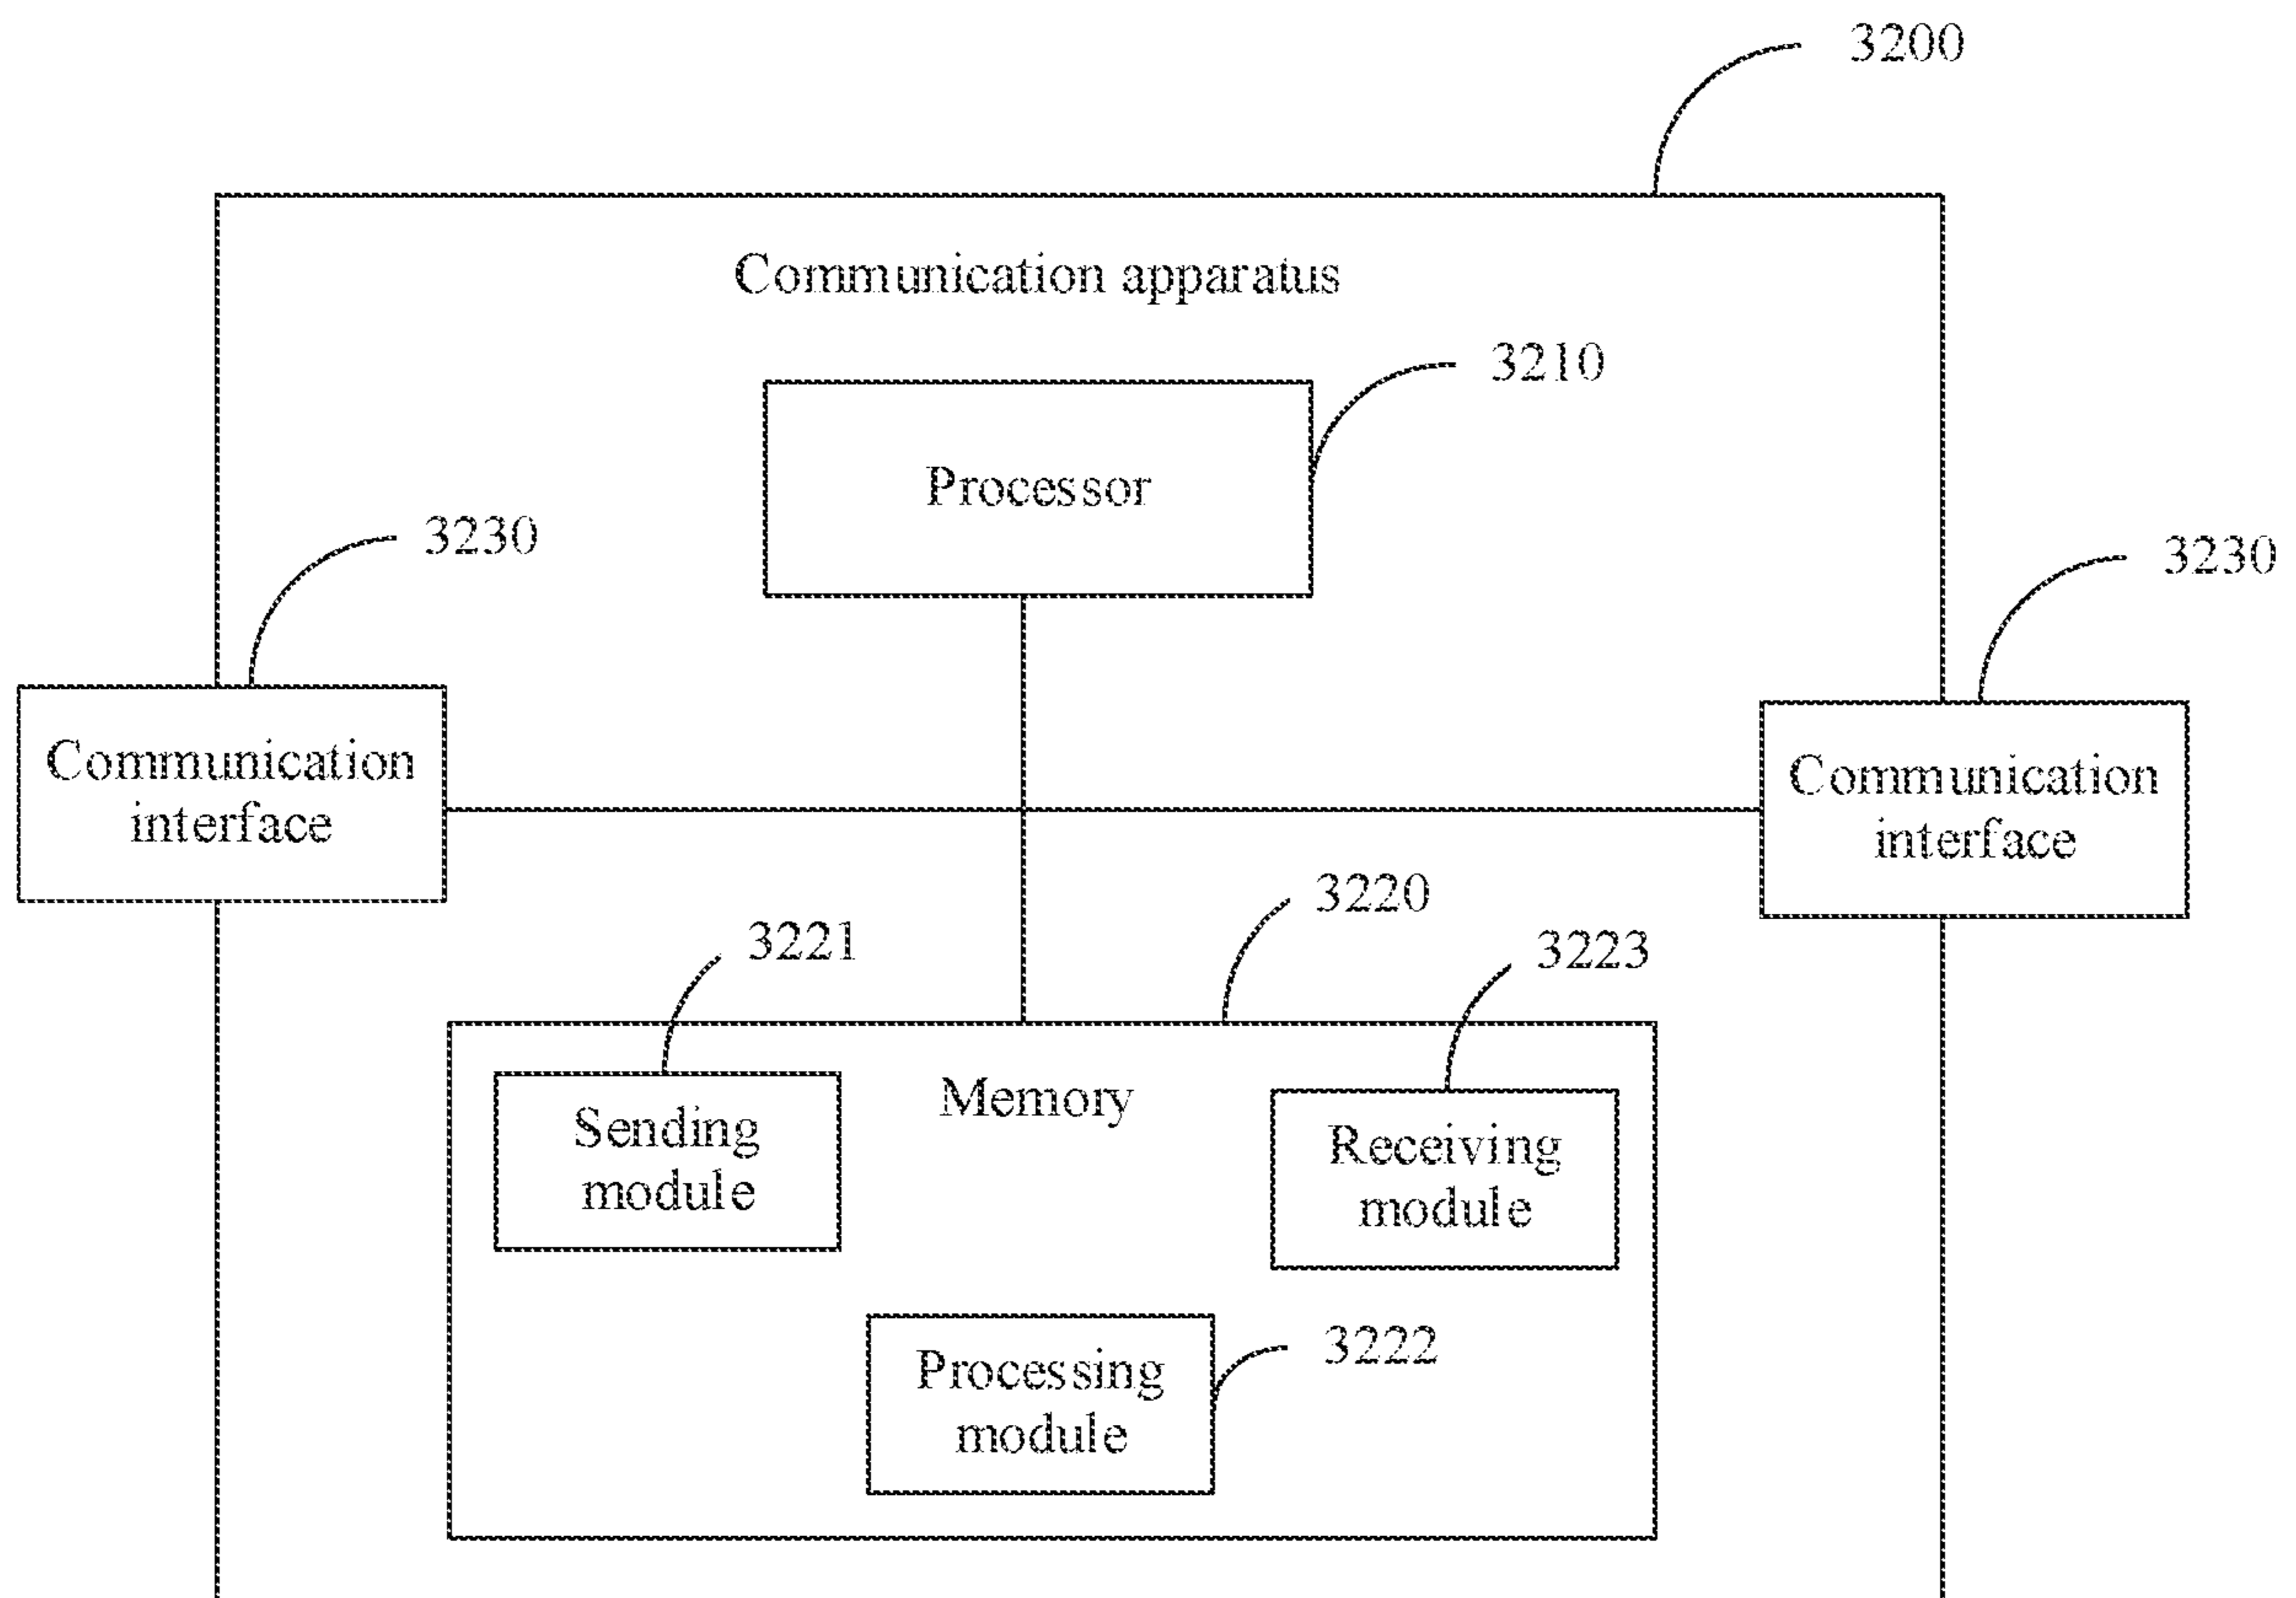 3200
Communication apparatus
3210
Processor
3230
3230
Communication
interface
Communication
interface
3220
3221
3223
Memory
Sending
module
Receiving
module
3222
Processing
module